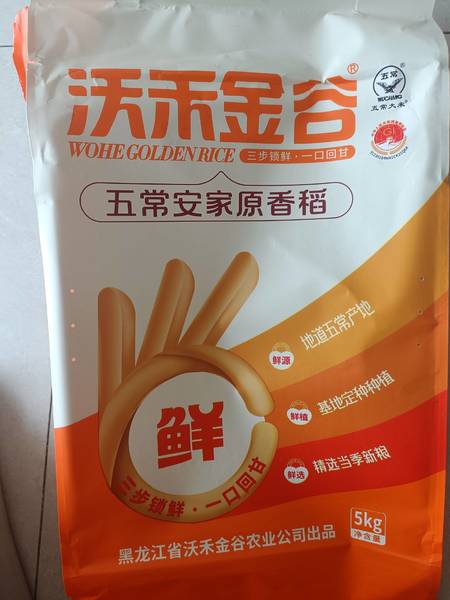 沃禾金谷®
WOHE GOLDEN RICE 三步锁鲜·一口回甘
五常®
WUCHANG
五常大米®
GI
五常安家原香稻
鲜源 地道五常产地
鲜植 基地定种种植
鲜选 精选当季新粮
鲜
三步锁鲜·一口回甘
5kg
净含量
黑龙江省沃禾金谷农业公司出品